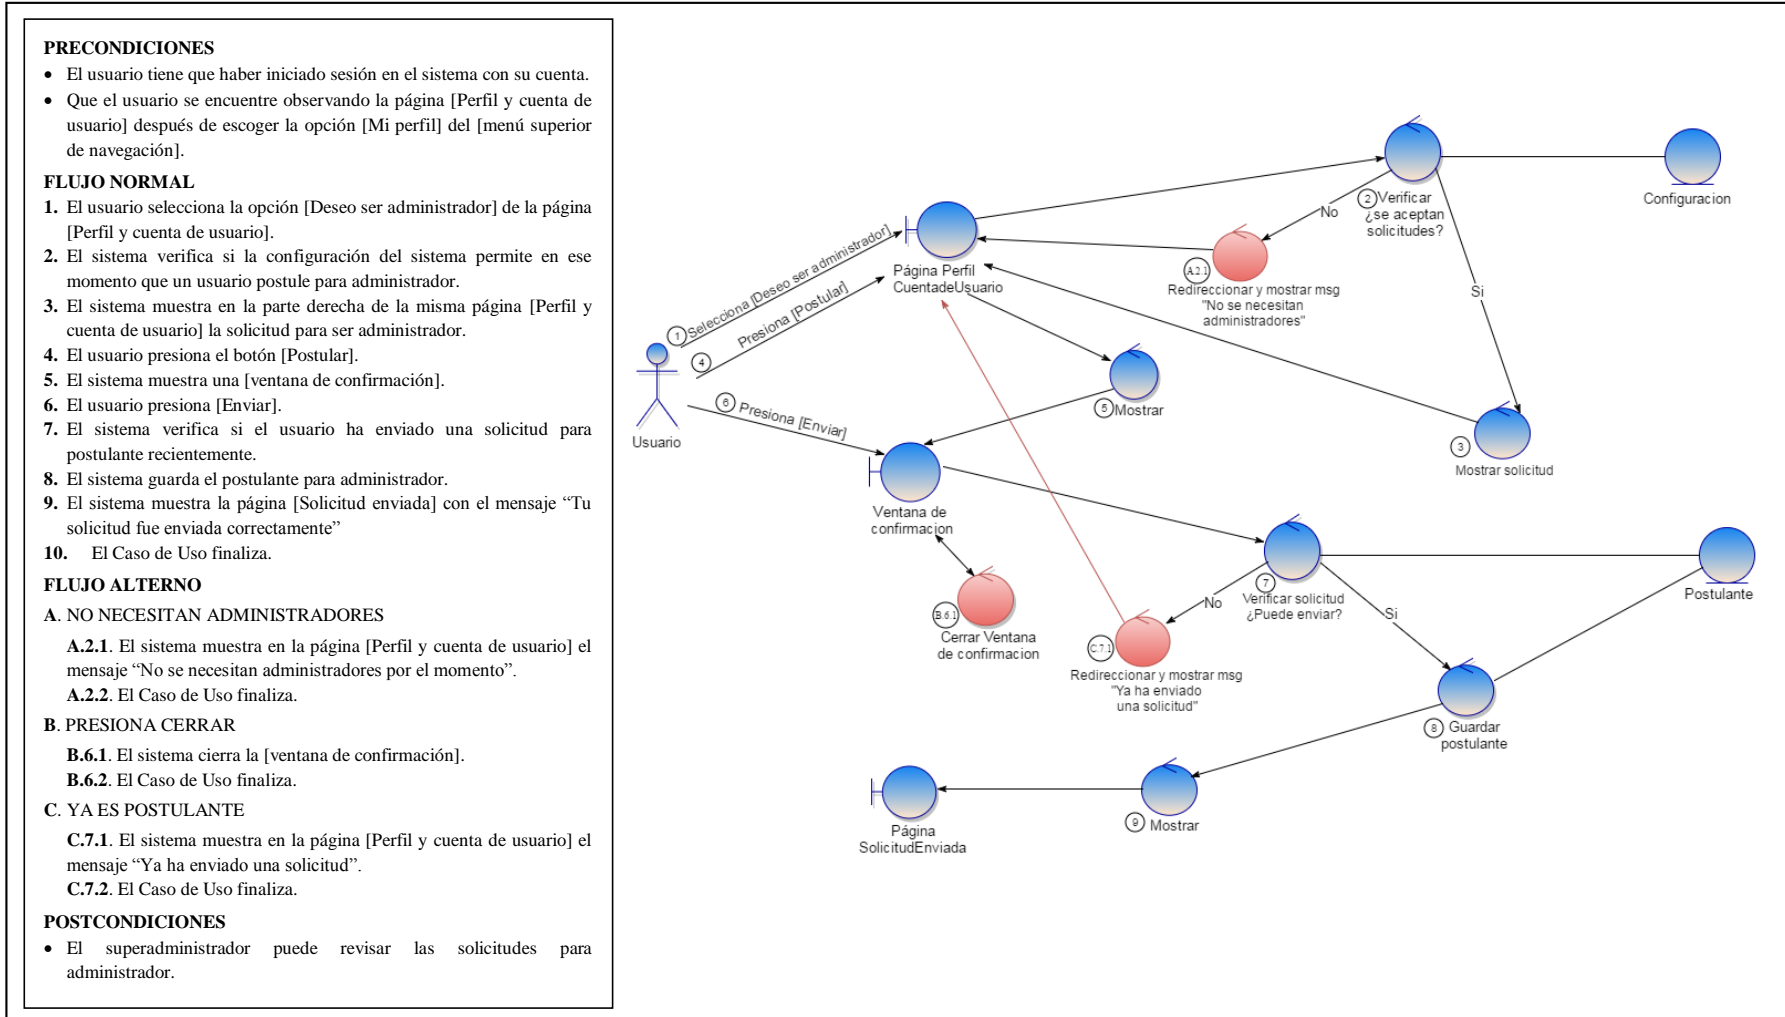 PRECONDICIONES
• El usuario tiene que haber iniciado sesión en el sistema con su cuenta.
• Que el usuario se encuentre observando la página [Perfil y cuenta de
usuario] después de escoger la opción [Mi perfil] del [menú superior
de navegación].
FLUJO NORMAL
1. El usuario selecciona la opción [Deseo ser administrador] de la página
[Perfil y cuenta de usuario].
2. El sistema verifica si la configuración del sistema permite en ese
momento que un usuario postule para administrador.
3. El sistema muestra en la parte derecha de la misma página [Perfil y
cuenta de usuario] la solicitud para ser administrador.
4. El usuario presiona el botón [Postular].
5. El sistema muestra una [ventana de confirmación].
6. El usuario presiona [Enviar].
7. El sistema verifica si el usuario ha enviado una solicitud para
postulante recientemente.
8. El sistema guarda el postulante para administrador.
9. El sistema muestra la página [Solicitud enviada] con el mensaje “Tu
solicitud fue enviada correctamente”
10. El Caso de Uso finaliza.
FLUJO ALTERNO
A. NO NECESITAN ADMINISTRADORES
A.2.1. El sistema muestra en la página [Perfil y cuenta de usuario] el
mensaje “No se necesitan administradores por el momento”.
A.2.2. El Caso de Uso finaliza.
B. PRESIONA CERRAR
B.6.1. El sistema cierra la [ventana de confirmación].
B.6.2. El Caso de Uso finaliza.
C. YA ES POSTULANTE
C.7.1. El sistema muestra en la página [Perfil y cuenta de usuario] el
mensaje “Ya ha enviado una solicitud”.
C.7.2. El Caso de Uso finaliza.
POSTCONDICIONES
• El superadministrador puede revisar las solicitudes para
administrador.
Usuario
1 Selecciona [Deseo ser administrador]
4 Presiona [Postular]
6 Presiona [Enviar]
Página Perfil
CuentadeUsuario
2 Verificar
¿se aceptan
solicitudes?
Configuracion
No
Si
A.2.1
Redireccionar y mostrar msg
"No se necesitan
administradores"
3
Mostrar solicitud
5 Mostrar
Ventana de
confirmacion
B.6.1
Cerrar Ventana
de confirmacion
7
Verificar solicitud
¿Puede enviar?
No
Si
Postulante
C.7.1
Redireccionar y mostrar msg
"Ya ha enviado
una solicitud"
8 Guardar
postulante
9 Mostrar
Página
SolicitudEnviada